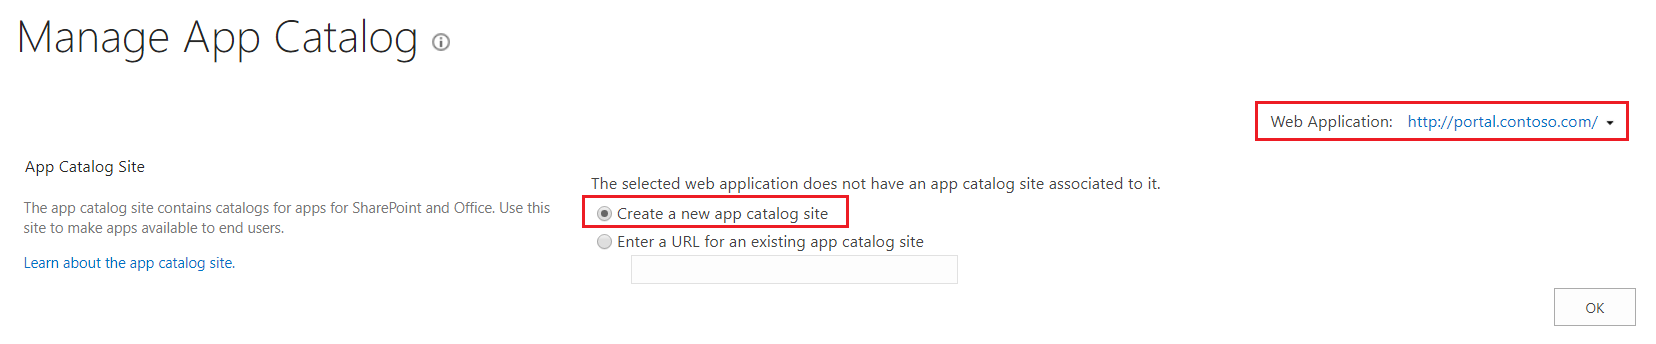 Manage App Catalog
Web Application: http://portal.contoso.com/
App Catalog Site
The app catalog site contains catalogs for apps for SharePoint and Office. Use this
site to make apps available to end users.
Learn about the app catalog site.
The selected web application does not have an app catalog site associated to it.
Create a new app catalog site
Enter a URL for an existing app catalog site
OK